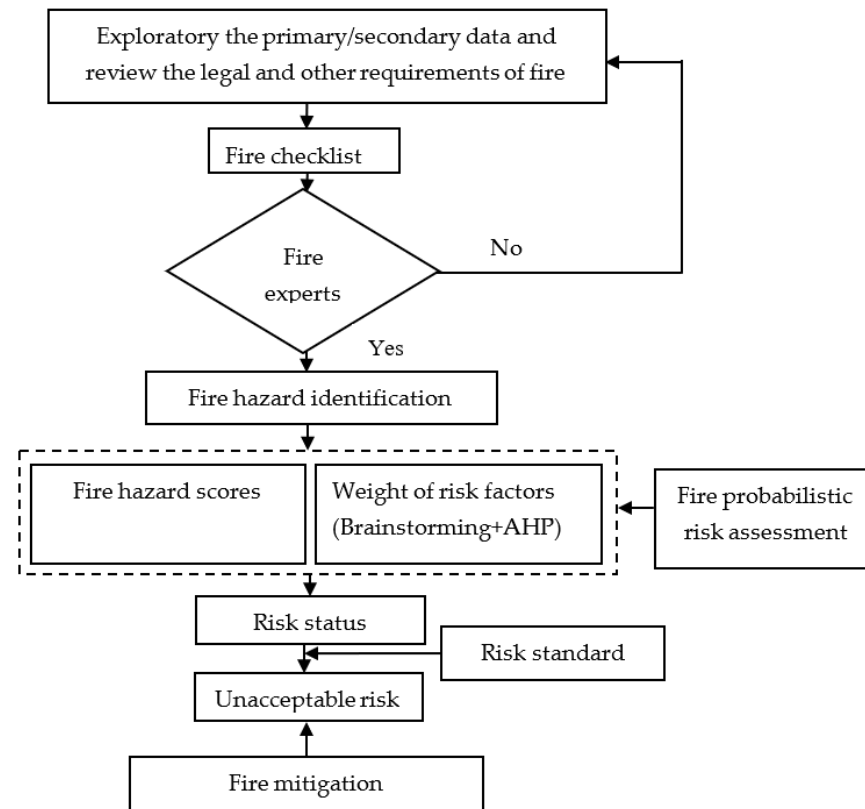 Exploratory the primary/secondary data and
review the legal and other requirements of fire
Fire checklist
Fire
experts
No
Yes
Fire hazard identification
Fire hazard scores
Weight of risk factors
(Brainstorming+AHP)
Fire probabilistic
risk assessment
Risk status
Risk standard
Unacceptable risk
Fire mitigation